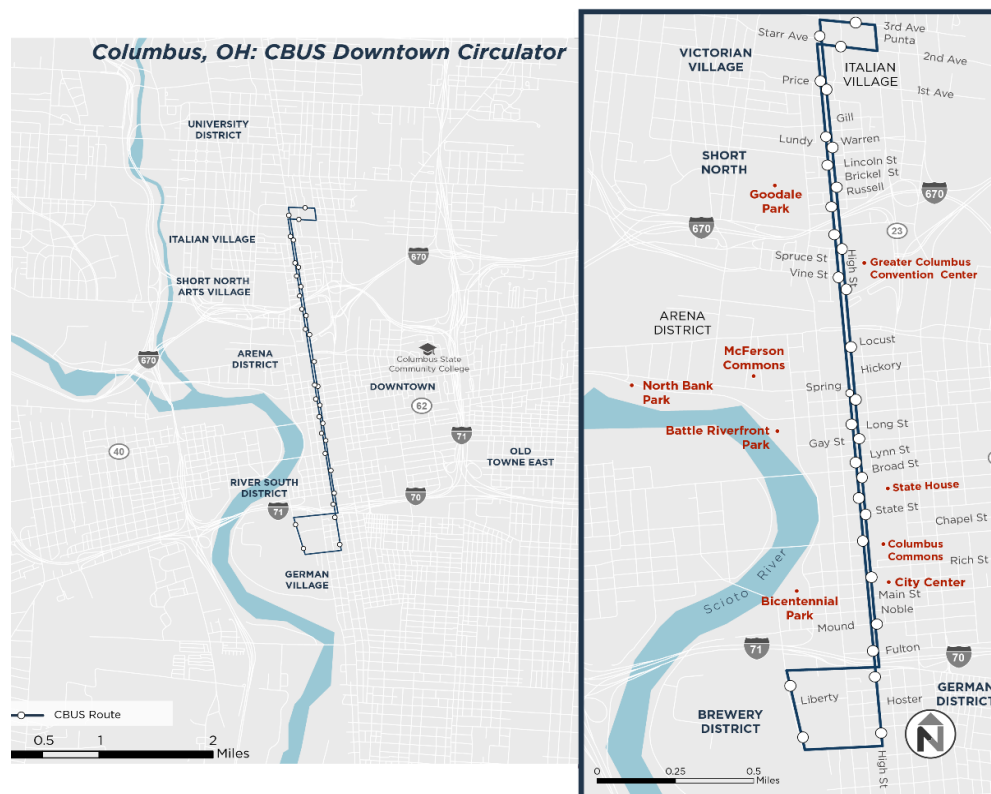 Columbus, OH: CBUS Downtown Circulator
UNIVERSITY
DISTRICT
ITALIAN VILLAGE
SHORT NORTH
ARTS VILLAGE
670
670
ARENA
DISTRICT
Columbus State
Community College
DOWNTOWN
62
40
71
OLD
TOWNE EAST
RIVER SOUTH
DISTRICT
71
70
GERMAN
VILLAGE
CBUS Route
0.5
1
2
Miles
Starr Ave
3rd Ave
Punta
VICTORIAN
VILLAGE
2nd Ave
ITALIAN
VILLAGE
Price
1st Ave
Gill
Lundy
Warren
SHORT
NORTH
Lincoln St
Brickel St
Russell
Goodale
Park
670
670
23
High St
Spruce St
Vine St
Greater Columbus
Convention Center
ARENA
DISTRICT
Locust
McFerson
Commons
Hickory
North Bank
Park
Spring
Battle Riverfront
Park
Long St
Gay St
Lynn St
Broad St
State House
State St
Chapel St
Columbus
Commons
Rich St
City Center
Scioto River
Bicentennial
Park
Main St
Noble
Mound
71
Fulton
70
Liberty
Hoster
GERMAN
DISTRICT
BREWERY
DISTRICT
N
High St
0
0.25
0.5
Miles